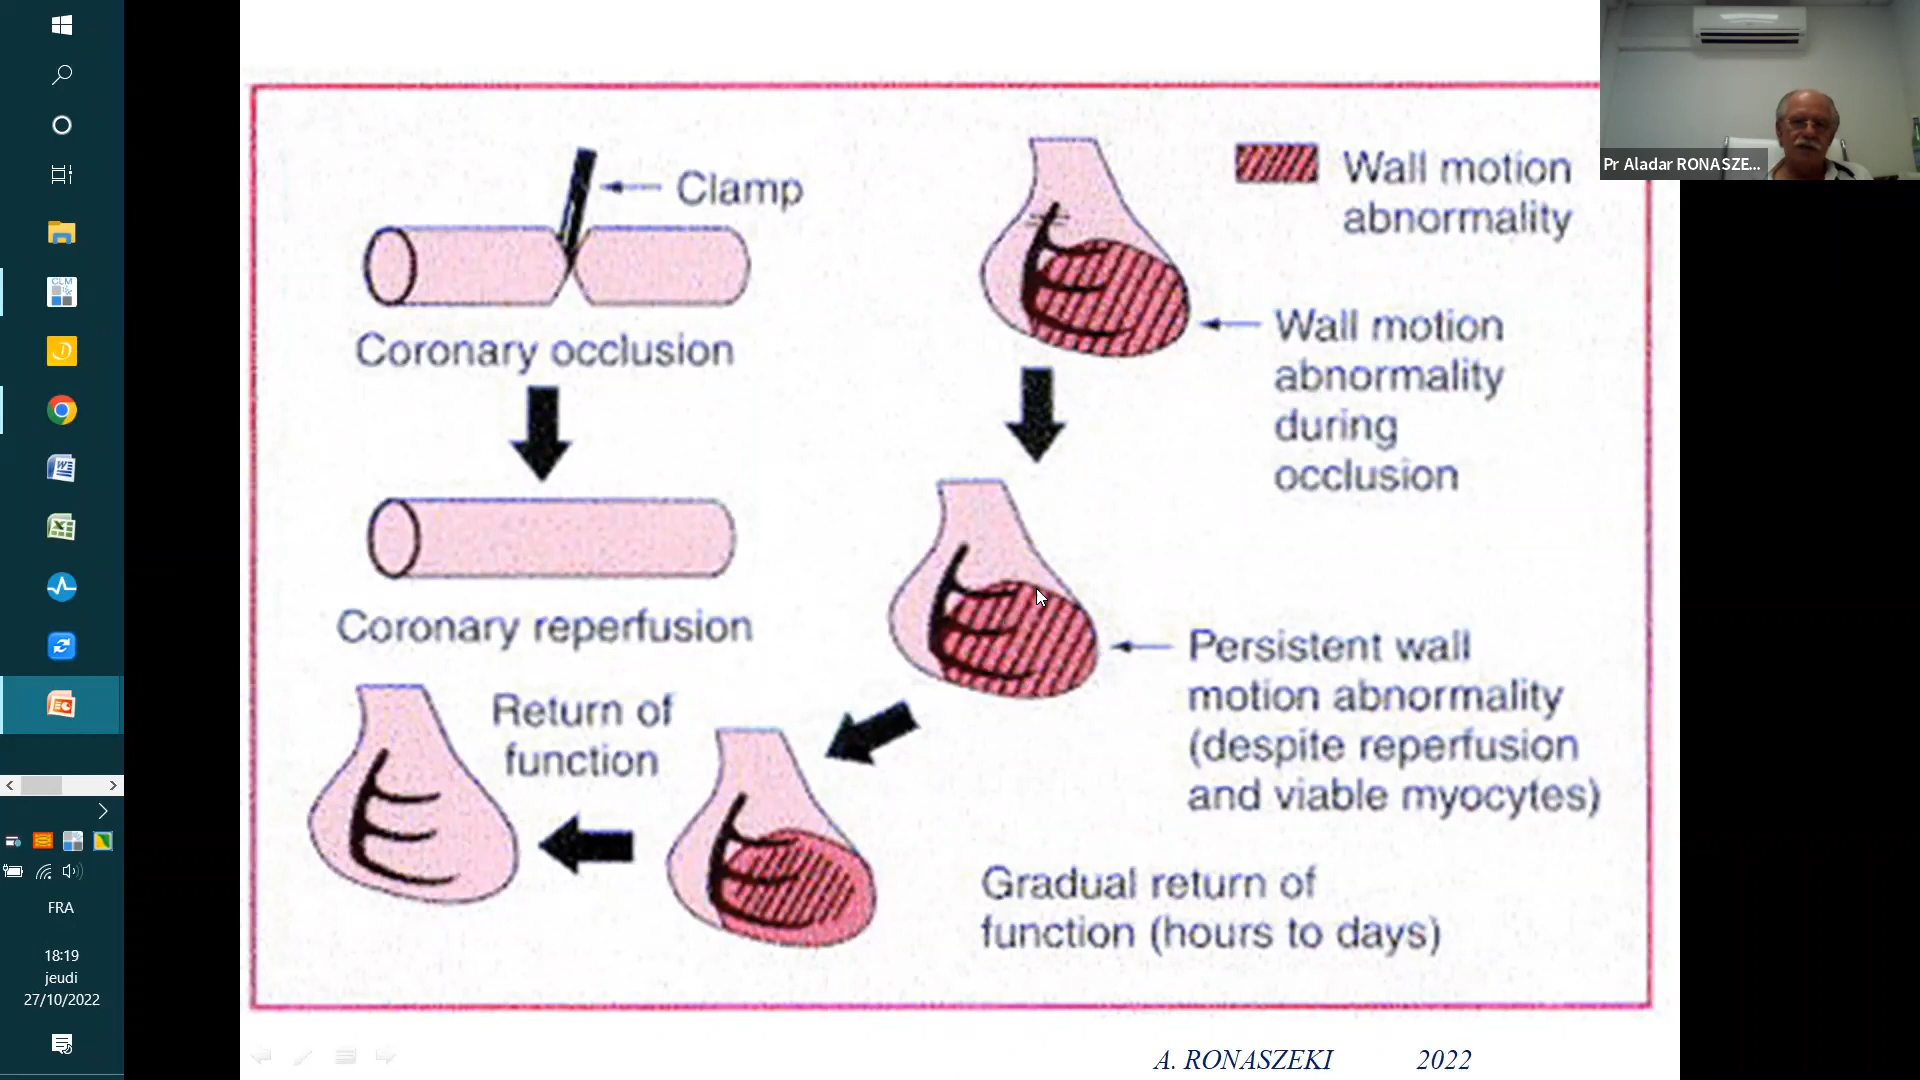 Clamp
Coronary occlusion
Coronary reperfusion
Return of
function
Wall motion
abnormality
Wall motion
abnormality
during
occlusion
Persistent wall
motion abnormality
(despite reperfusion
and viable myocytes)
Gradual return of
function (hours to days)
A. RONASZEKI 2022
Pr Aladar RONASZE...
FRA
18:19
jeudi
27/10/2022